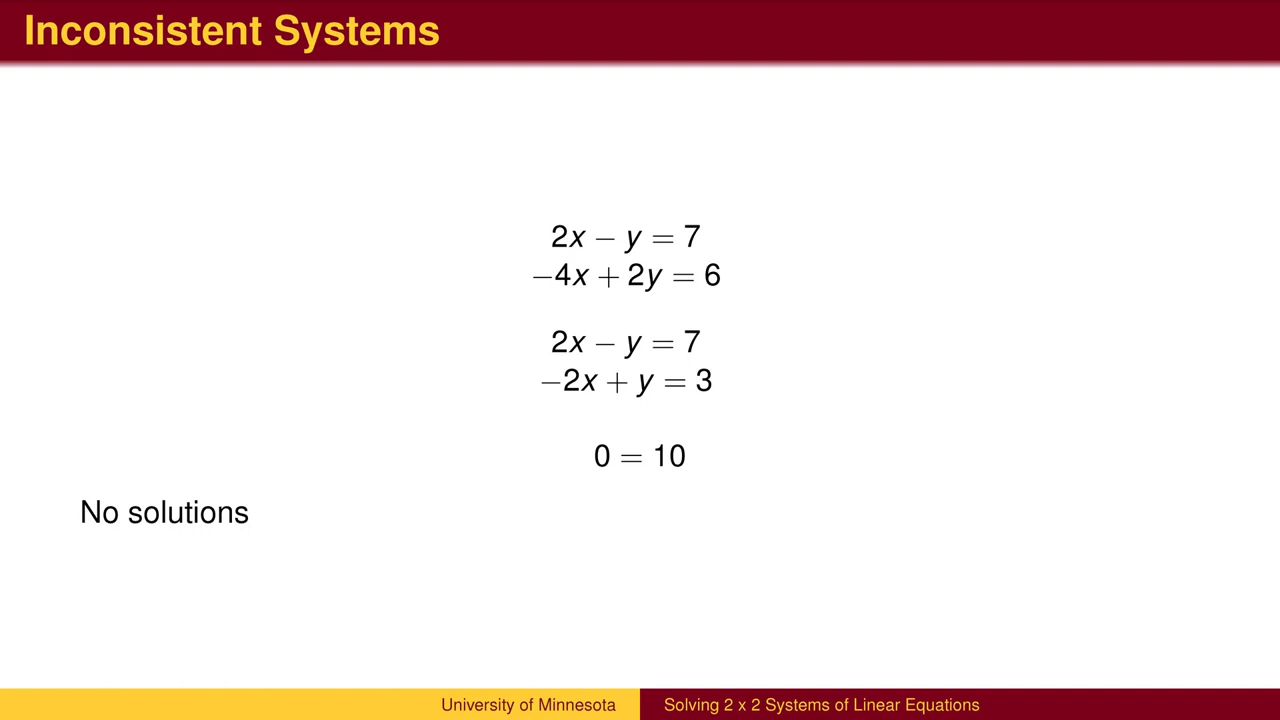 Inconsistent Systems
2x − y = 7
−4x + 2y = 6
2x − y = 7
−2x + y = 3
0 = 10
No solutions
University of Minnesota
Solving 2 x 2 Systems of Linear Equations